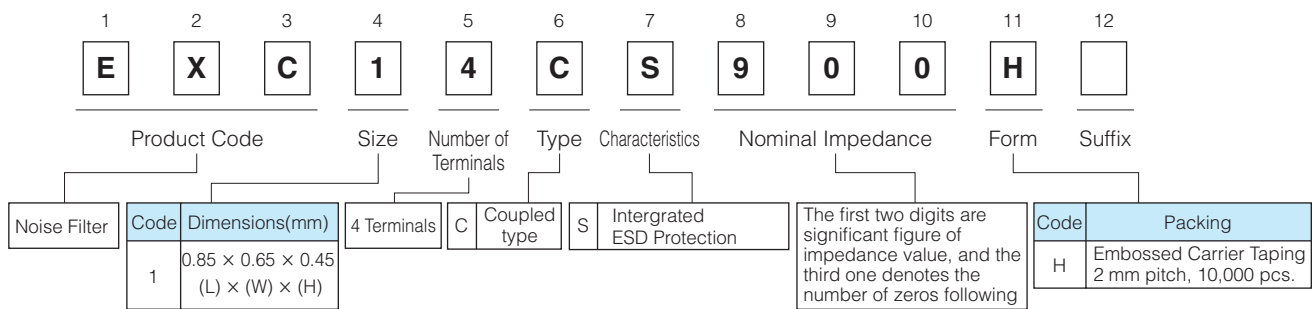 1 2 3 4 5 6 7 8 9 10 11 12
E X C 1 4 C S 9 0 0 H
Product Code Size Number of Terminals Type Characteristics Nominal Impedance Form Suffix
Noise Filter
Code Dimensions(mm)
1 0.85 × 0.65 × 0.45
(L) × (W) × (H)
4 Terminals
C Coupled
type
S Intergrated
ESD Protection
The first two digits are
significant figure of
impedance value, and the
third one denotes the
number of zeros following
Code Packing
H Embossed Carrier Taping
2 mm pitch, 10,000 pcs.